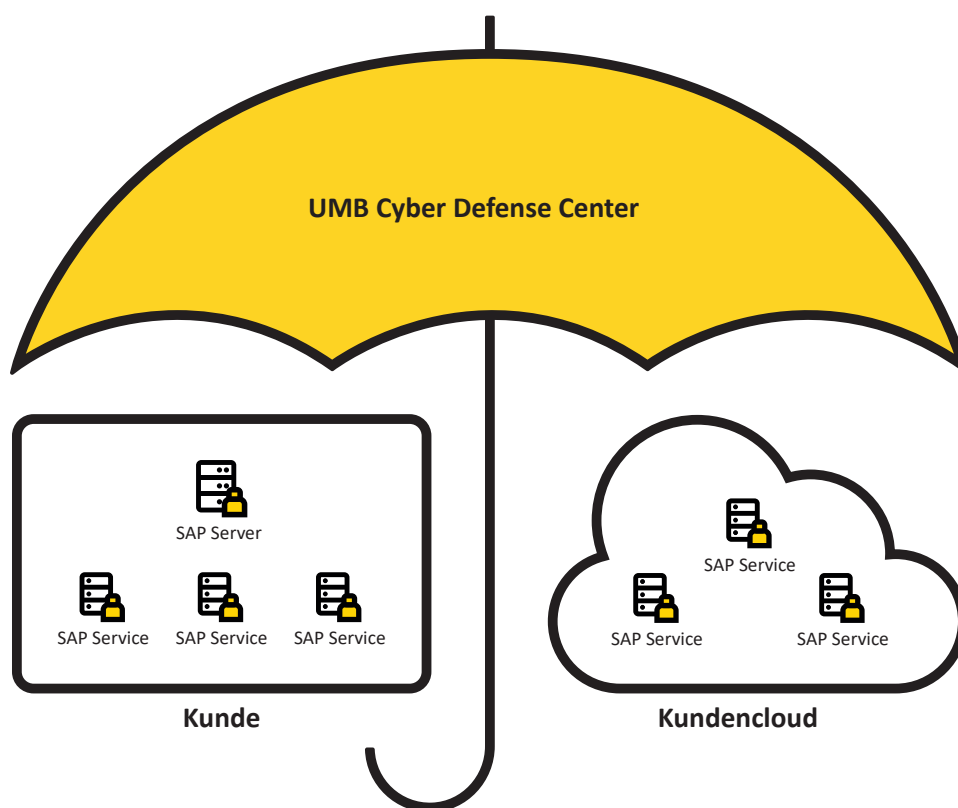 UMB Cyber Defense Center
SAP Server
SAP Service
SAP Service
SAP Service
Kunde
SAP Service
SAP Service
SAP Service
Kundencloud